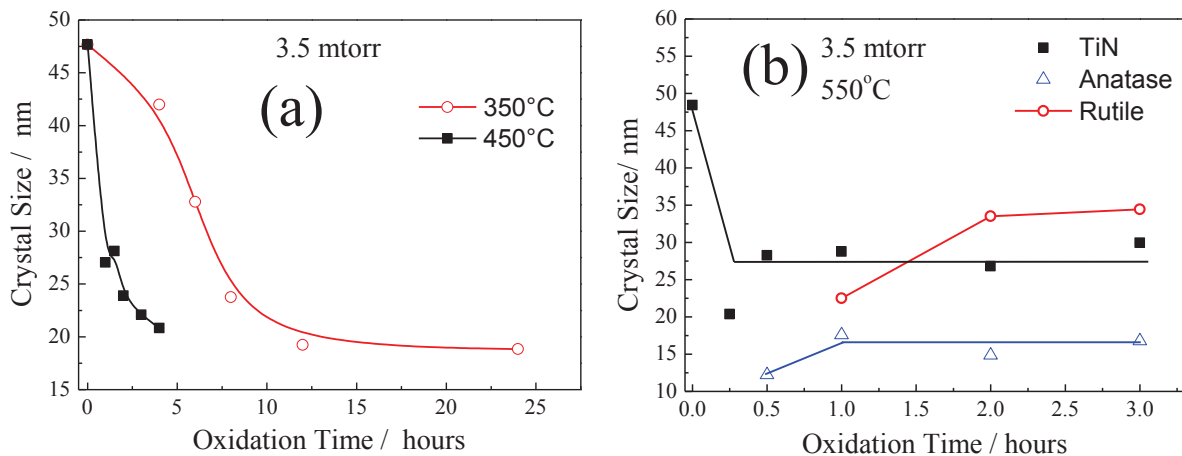 3.5 mtorr
(a)
350°C
450°C
50
45
40
35
30
25
20
15
0 5 10 15 20 25
Crystal Size / nm
Oxidation Time / hours
(b)
3.5 mtorr
550°C
TiN
Anatase
Rutile
60
55
50
45
40
35
30
25
20
15
10
0.0 0.5 1.0 1.5 2.0 2.5 3.0
Crystal Size/ nm
Oxidation Time / hours